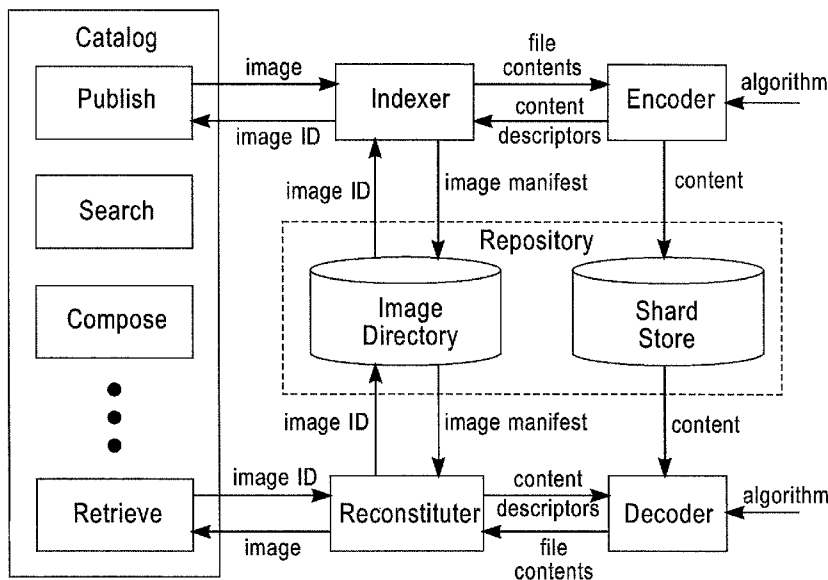 Catalog
Publish
image
image ID
Indexer
file
contents
content
descriptors
Encoder
algorithm
Search
image ID
image manifest
content
Repository
Compose
Image
Directory
Shard
Store
image ID
image manifest
content
Retrieve
image ID
image
Reconstituter
content
descriptors
file
contents
Decoder
algorithm